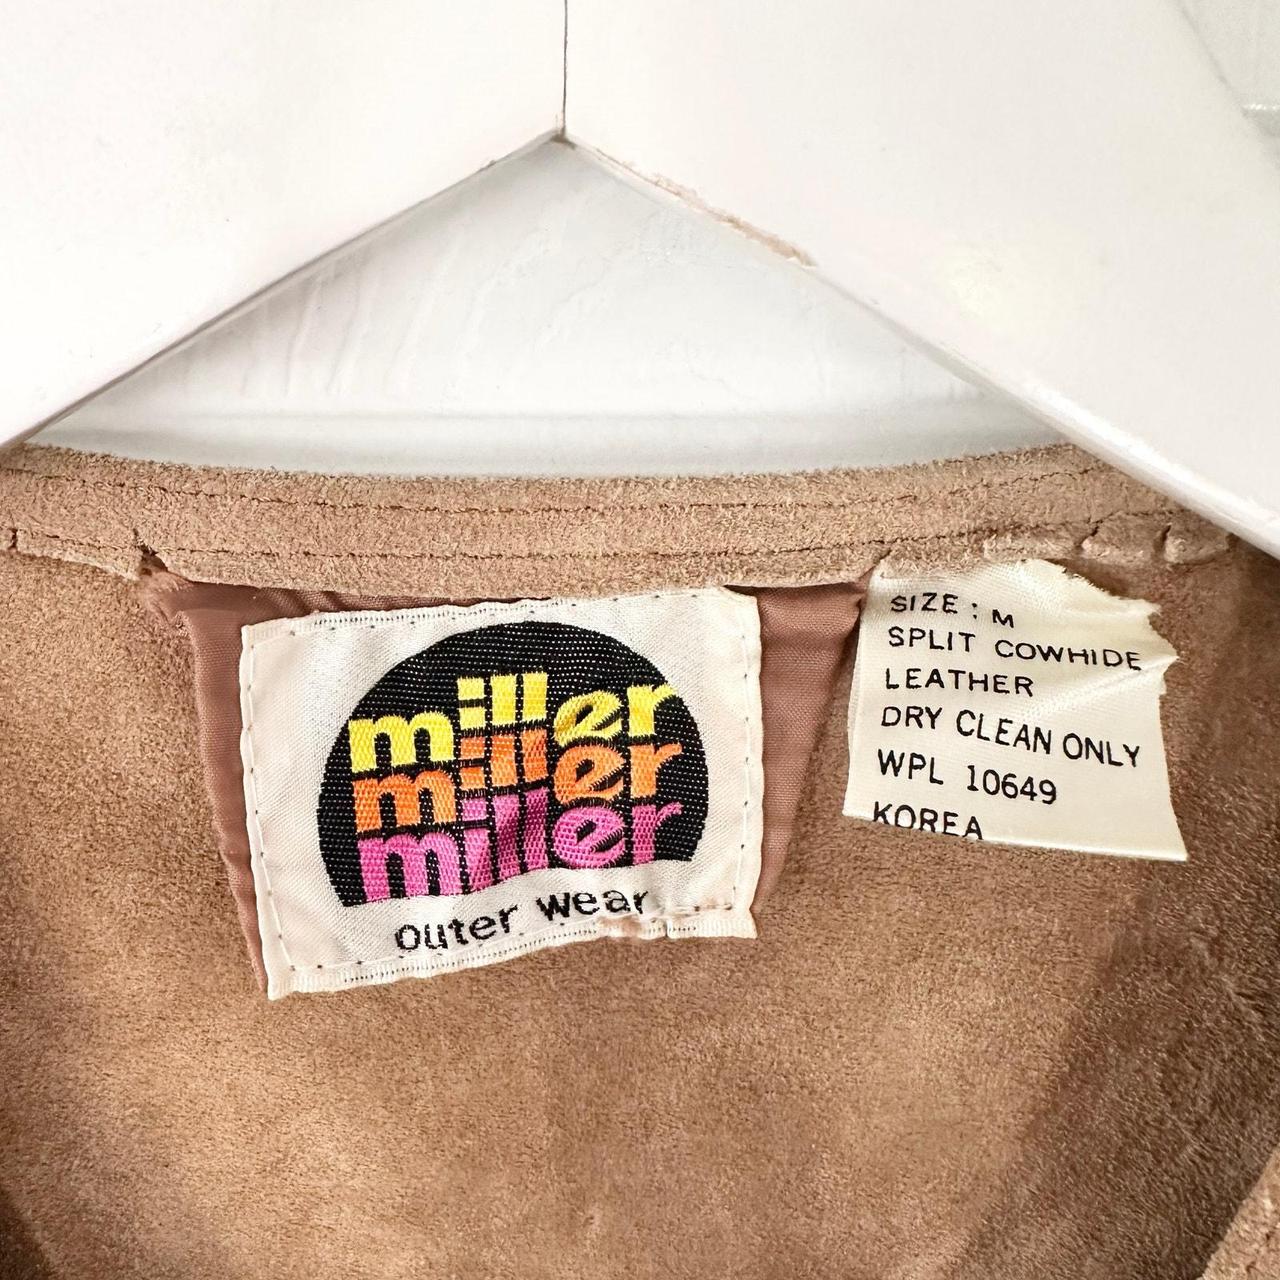 miller
miller
miller
outer wear
SIZE : M
SPLIT COWHIDE
LEATHER
DRY CLEAN ONLY
WPL 10649
KOREA